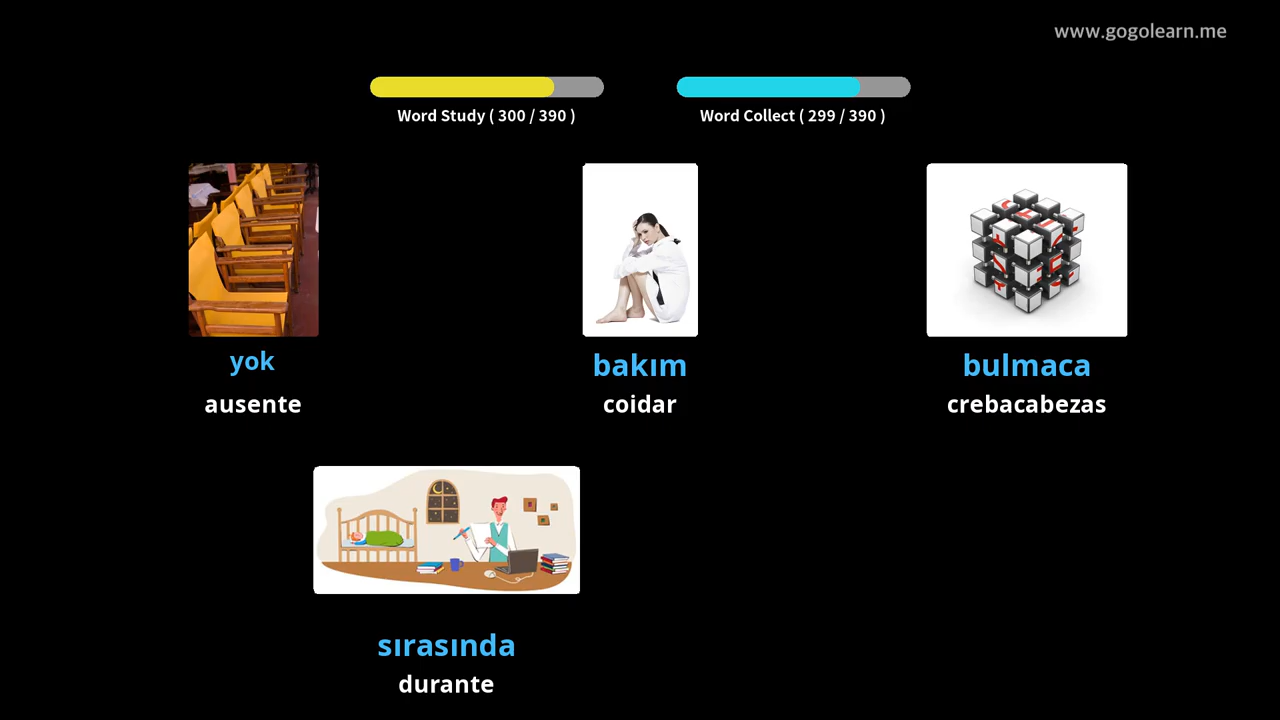 www.gogolearn.me
Word Study ( 300 / 390 )
Word Collect ( 299 / 390 )
yok
ausente
bakım
coidar
bulmaca
crebacabezas
sırasında
durante